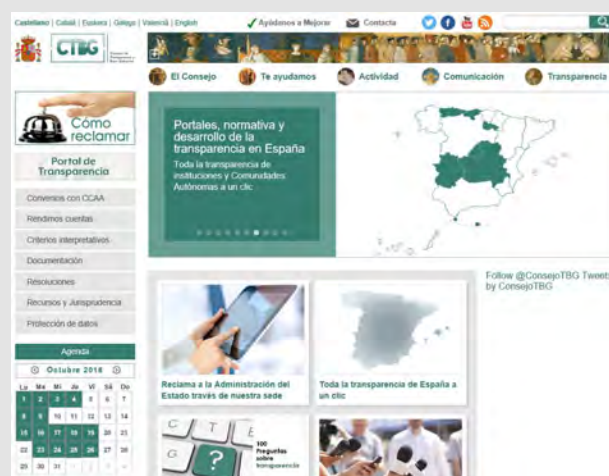 Castellano | Català | Euskera | Galego | Valencià | English
Ayúdanos a Mejorar
Contacta
CTBG
El Consejo
Te ayudamos
Actividad
Comunicación
Transparencia
Cómo
reclamar
Portal de
Transparencia
Convenios con CCAA
Rendimos cuentas
Criterios interpretativos
Documentación
Resoluciones
Recursos y Jurisprudencia
Protección de datos
Portales, normativa y
desarrollo de la
transparencia en España
Toda la transparencia de
instituciones y Comunidades
Autónomas a un clic
Follow @ConsejoTBG Tweets
by ConsejoTBG
Agenda
Octubre 2018
Lu Ma Mi Ju Vi Sá Do
1 2 3 4 5 6 7
8 9 10 11 12 13 14
15 16 17 18 19 20 21
22 23 24 25 26 27 28
29 30 31
Reclama a la Administración del
Estado través de nuestra sede
Toda la transparencia de España a
un clic
C T E
G ?
100
Preguntas
sobre
transparencia